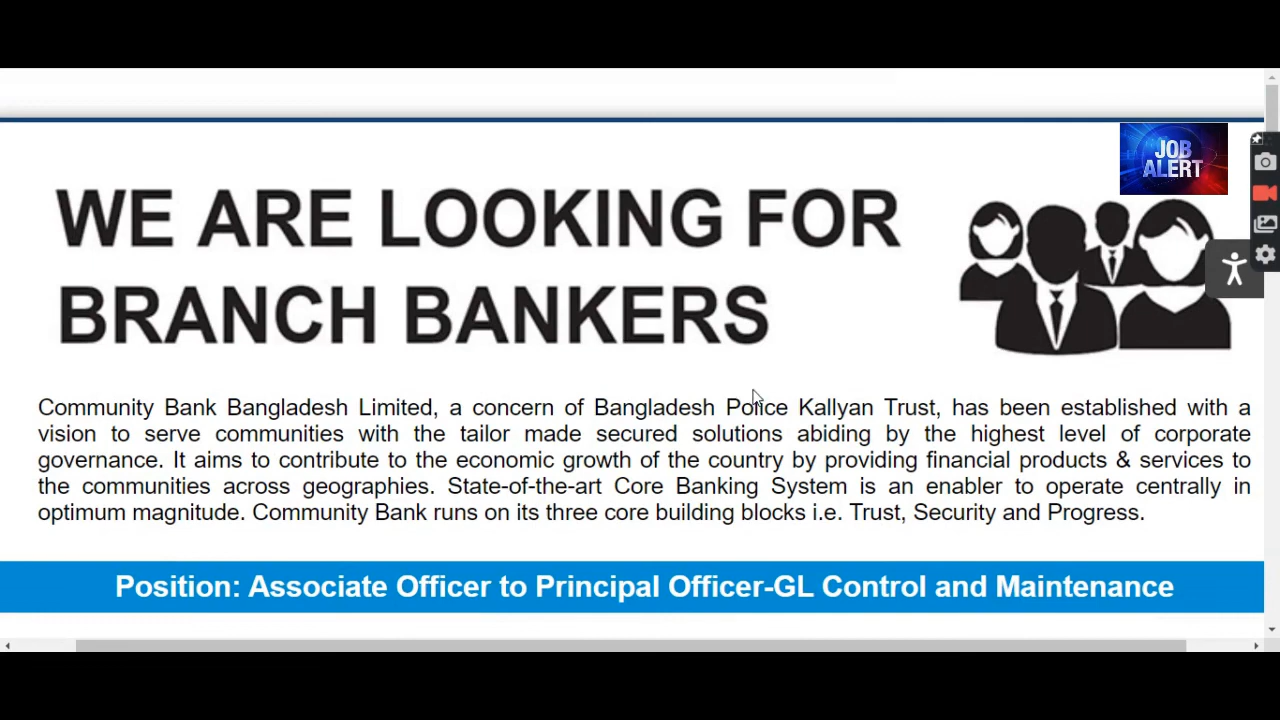 JOB
ALERT
WE ARE LOOKING FOR
BRANCH BANKERS
Community Bank Bangladesh Limited, a concern of Bangladesh Police Kallyan Trust, has been established with a
vision to serve communities with the tailor made secured solutions abiding by the highest level of corporate
governance. It aims to contribute to the economic growth of the country by providing financial products & services to
the communities across geographies. State-of-the-art Core Banking System is an enabler to operate centrally in
optimum magnitude. Community Bank runs on its three core building blocks i.e. Trust, Security and Progress.
Position: Associate Officer to Principal Officer-GL Control and Maintenance